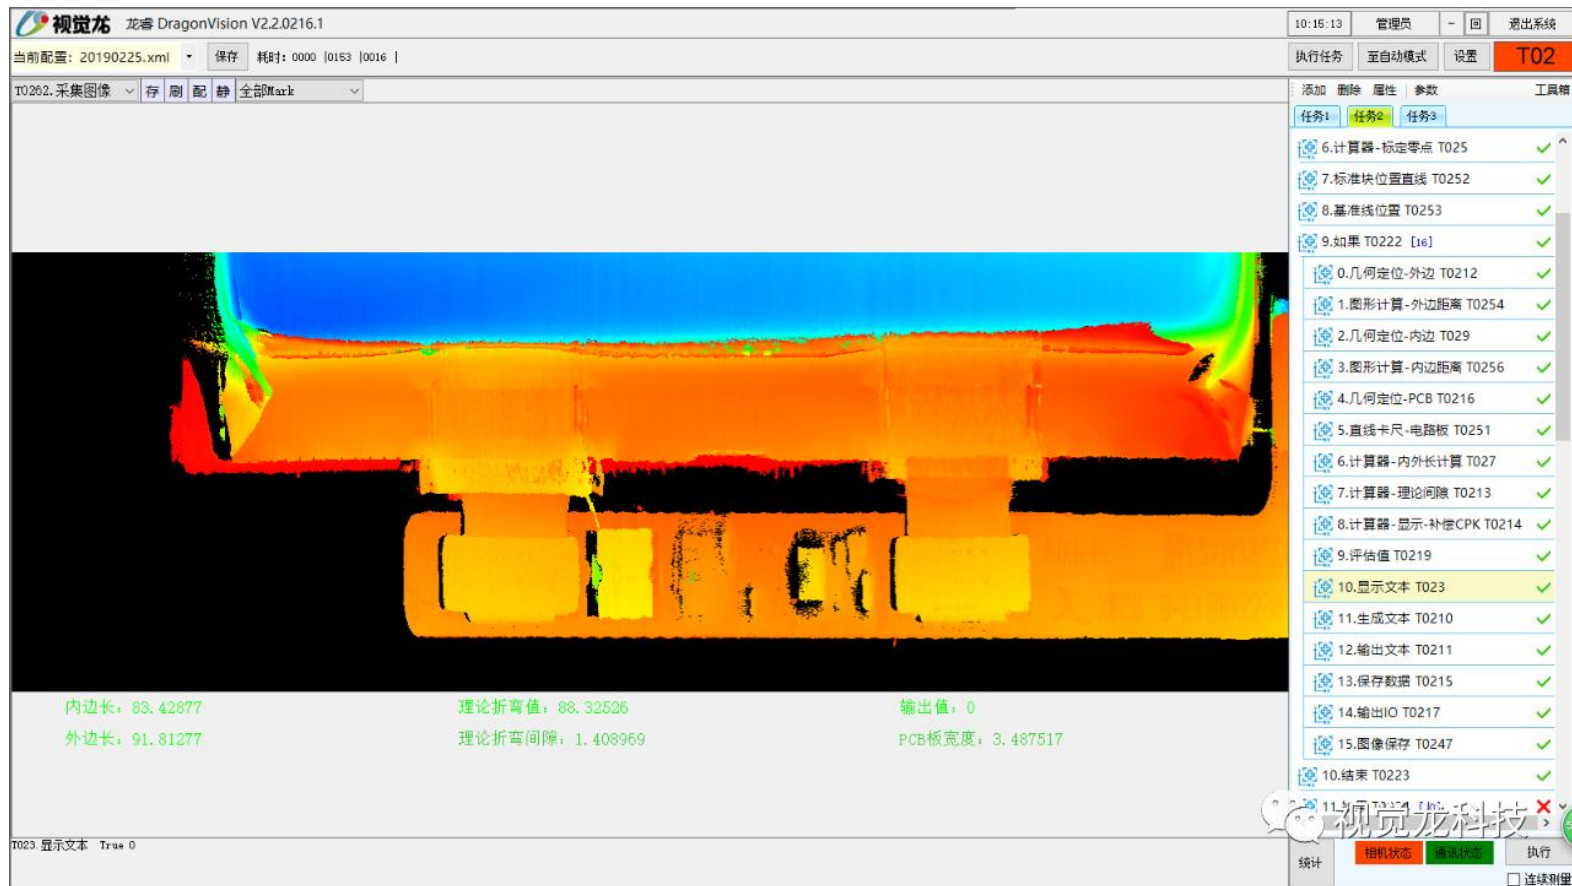 视觉龙 龙睿 DragonVision V2.2.0216.1
10:15:13 管理员 - 回 退出系统
当前配置: 20190225.xml 保存 耗时: 0000 |0153 |0016 |
执行任务 至自动模式 设置 T02
T0262.采集图像 存 刷 配 静 全部Mark
添加 删除 属性 参数 工具箱
任务1 任务2 任务3
6.计算器-标定零点 T025
7.标准块位置直线 T0252
8.基准线位置 T0253
9.如果 T0222 [16]
0.几何定位-外边 T0212
1.图形计算-外边距离 T0254
2.几何定位-内边 T029
3.图形计算-内边距离 T0256
4.几何定位-PCB T0216
5.直线卡尺-电路板 T0251
6.计算器-内外长计算 T027
7.计算器-理论间隙 T0213
8.计算器-显示-补偿CPK T0214
9.评估值 T0219
10.显示文本 T023
11.生成文本 T0210
12.输出文本 T0211
13.保存数据 T0215
14.输出IO T0217
15.图像保存 T0247
10.结束 T0223
内边长: 83.42877 理论折弯值: 88.32526 输出值: 0
外边长: 91.81277 理论折弯间隙: 1.408969 PCB板宽度: 3.487517
视觉龙科技
T023.显示文本 True 0
统计 相机状态 通讯状态 执行
连续测量